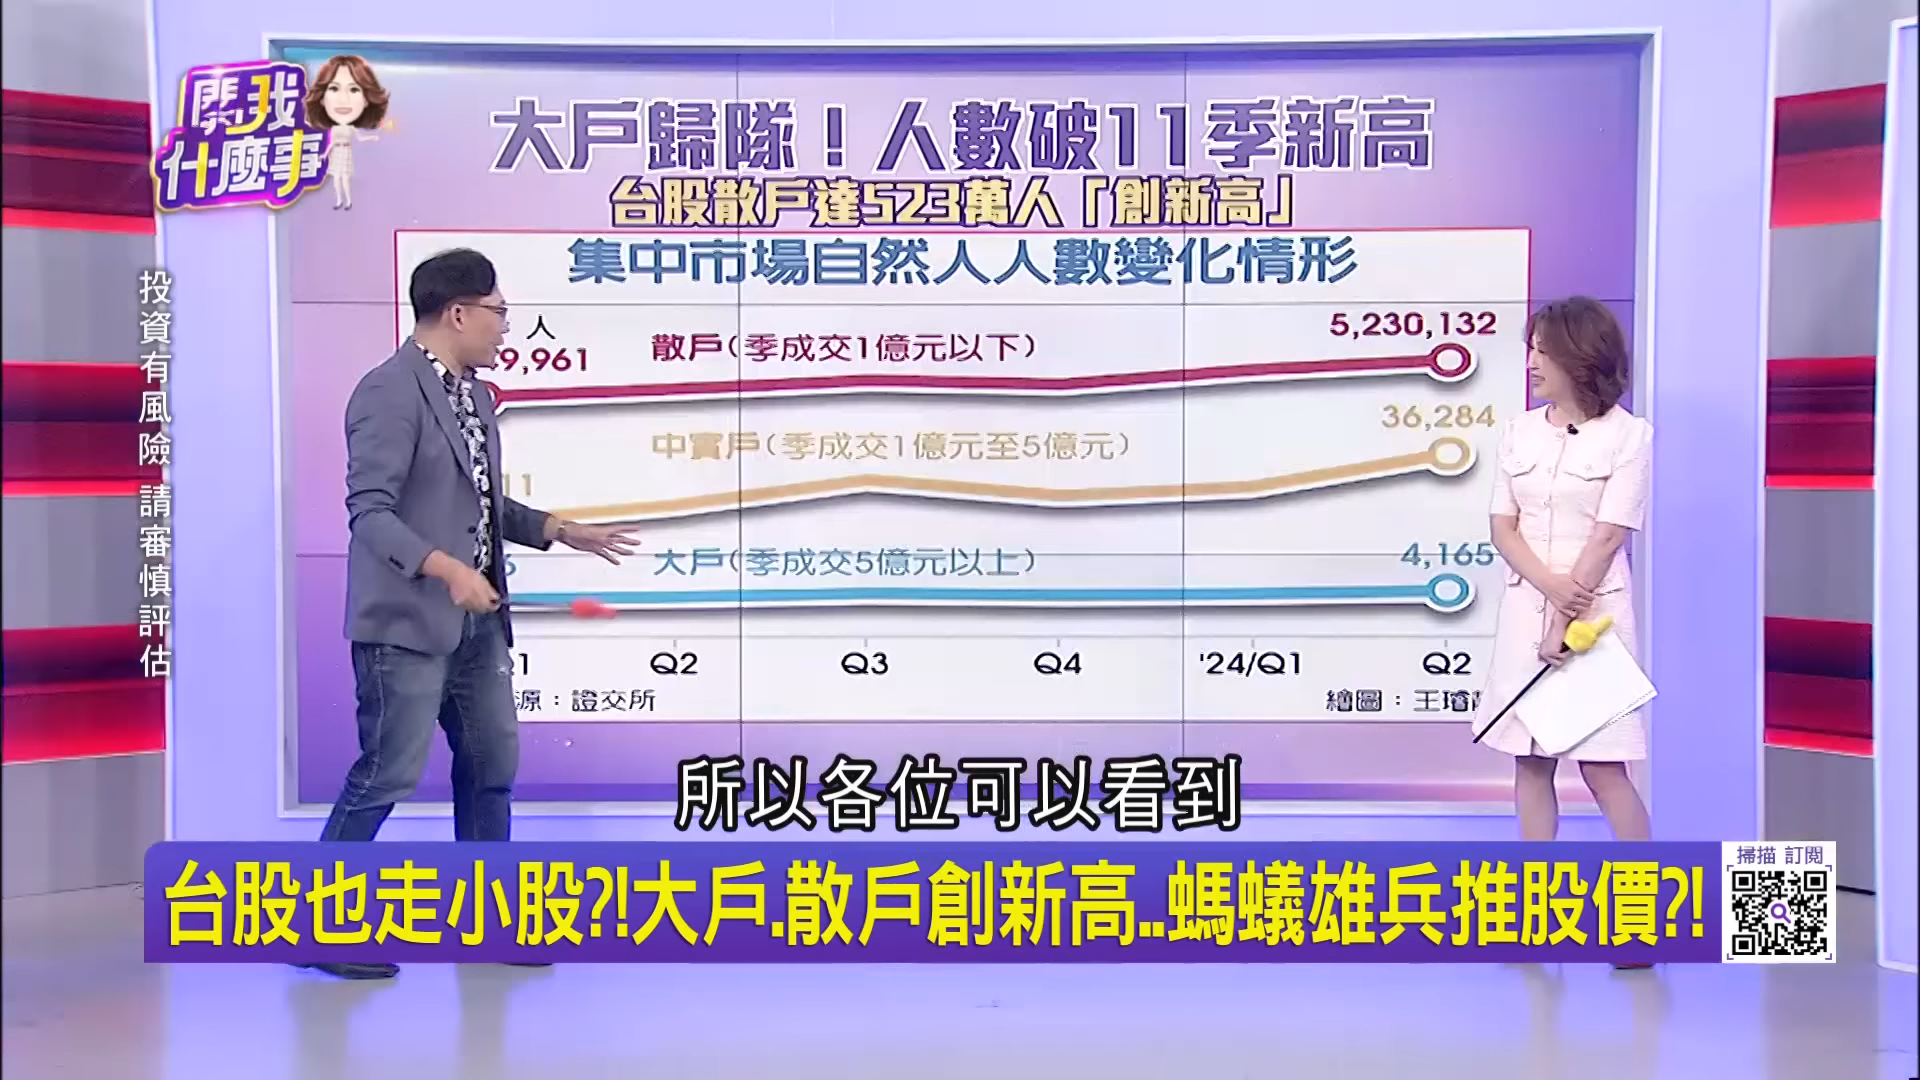 關我
什麼事
大戶歸隊！人數破11季新高
台股散戶達523萬人「創新高」
集中市場自然人人數變化情形
人
9,961
散戶(季成交1億元以下)
5,230,132
中實戶(季成交1億元至5億元)
36,284
11
大戶(季成交5億元以上)
4,165
6
Q2
Q3
Q4
'24/Q1
Q2
源：證交所
繪圖：王璿
投資有風險 請審慎評估
所以各位可以看到
台股也走小股?!大戶.散戶創新高..螞蟻雄兵推股價?!
掃描 訂閱